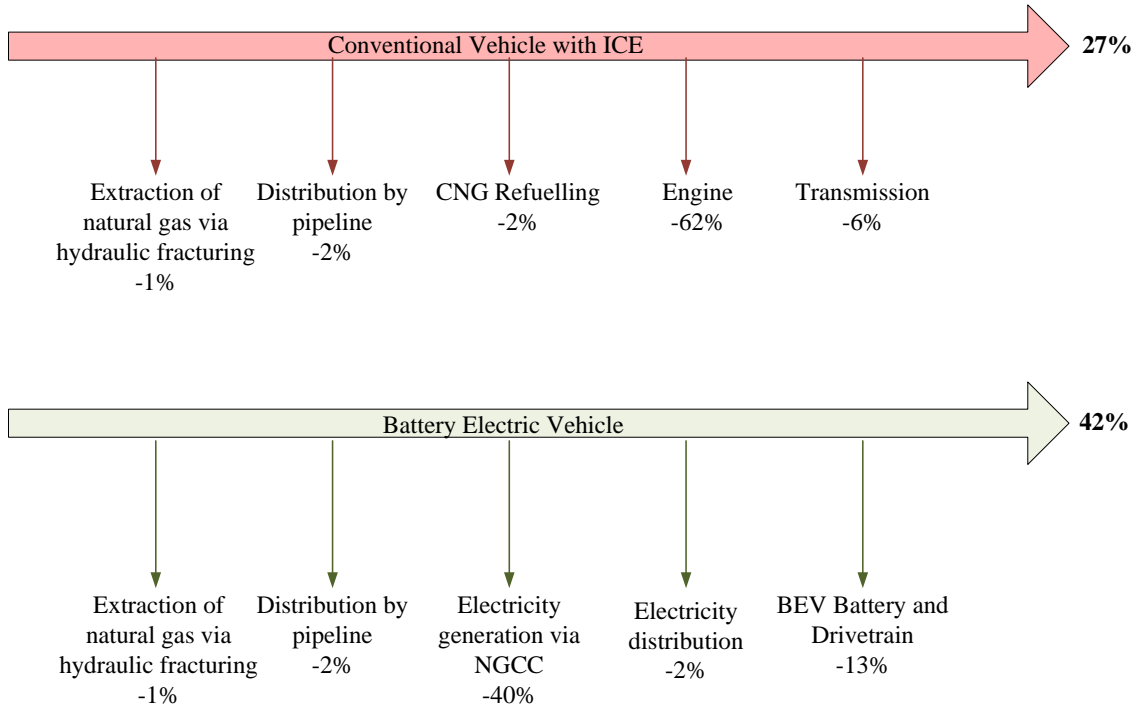 Conventional Vehicle with ICE
27%
Extraction of
natural gas via
hydraulic fracturing
-1%
Distribution by
pipeline
-2%
CNG Refuelling
-2%
Engine
-62%
Transmission
-6%
Battery Electric Vehicle
42%
Extraction of
natural gas via
hydraulic fracturing
-1%
Distribution by
pipeline
-2%
Electricity
generation via
NGCC
-40%
Electricity
distribution
-2%
BEV Battery and
Drivetrain
-13%